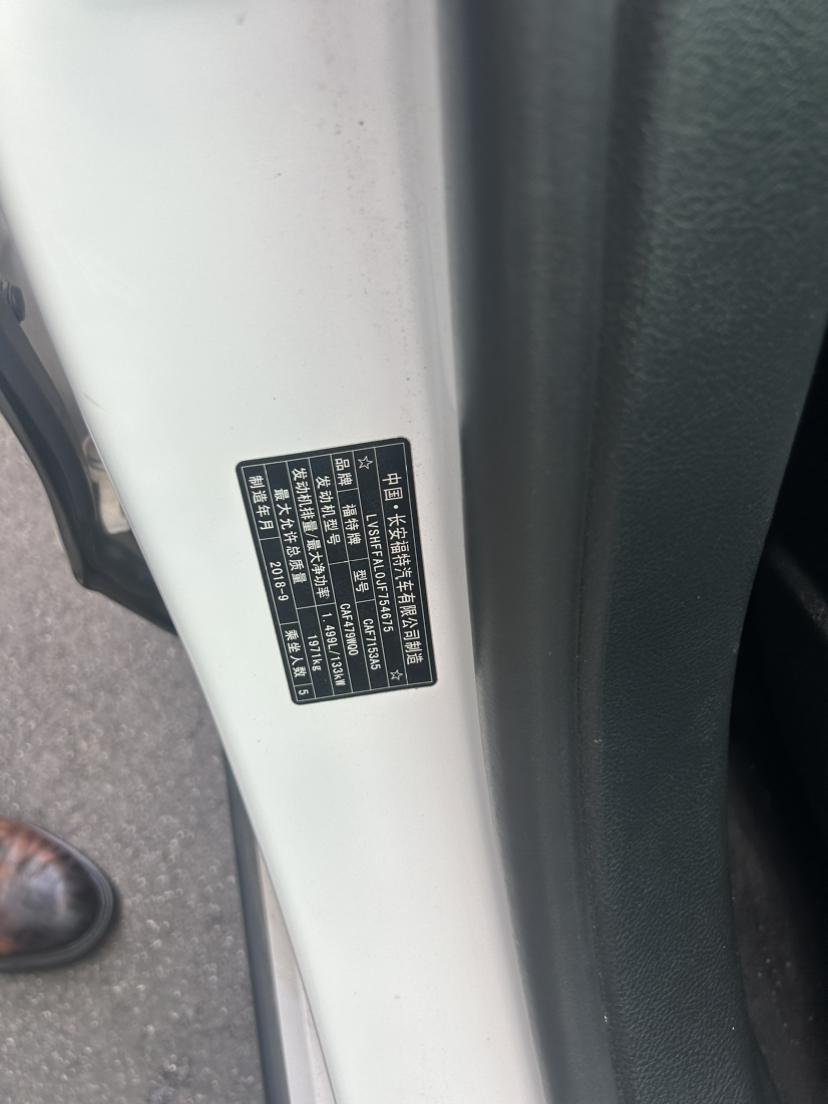 中国·长安福特汽车有限公司制造
☆LVSHFFAL0JF754675☆
品牌 福特牌 型号 CAF7153A5
发动机型号 CAF479WQ0
发动机排量/最大净功率 1.499L/133kW
最大允许总质量 1971kg
制造年月 2018-9 乘坐人数 5